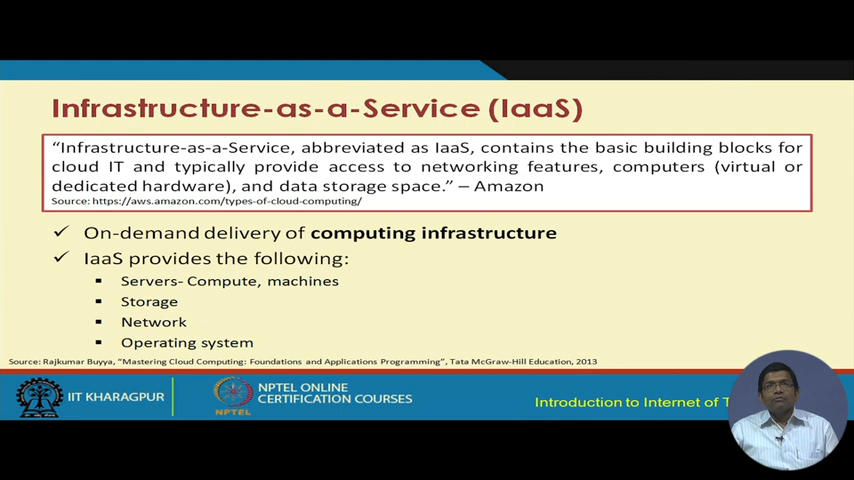 Infrastructure-as-a-Service (IaaS)
“Infrastructure-as-a-Service, abbreviated as IaaS, contains the basic building blocks for
cloud IT and typically provide access to networking features, computers (virtual or
dedicated hardware), and data storage space.” – Amazon
Source: https://aws.amazon.com/types-of-cloud-computing/
✓ On-demand delivery of computing infrastructure
✓ IaaS provides the following:
▪ Servers- Compute, machines
▪ Storage
▪ Network
▪ Operating system
Source: Rajkumar Buyya, “Mastering Cloud Computing: Foundations and Applications Programming”, Tata McGraw-Hill Education, 2013
IIT KHARAGPUR
NPTEL
NPTEL ONLINE
CERTIFICATION COURSES
Introduction to Internet of T